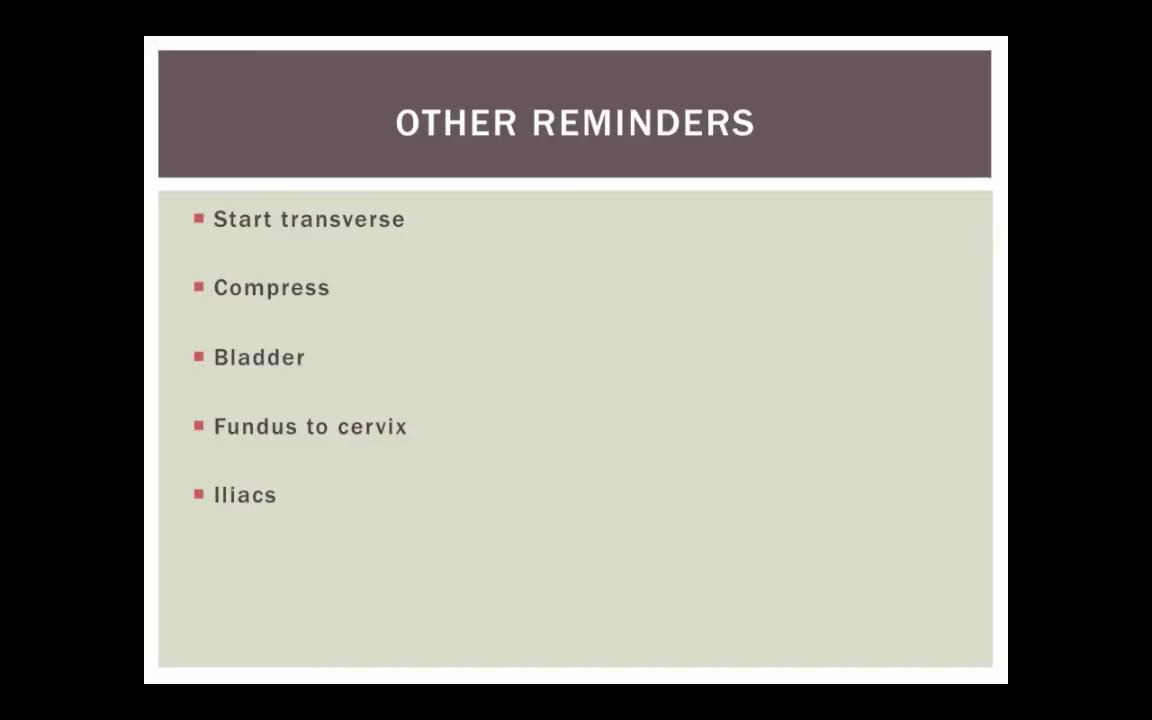 OTHER REMINDERS
Start transverse
Compress
Bladder
Fundus to cervix
Iliacs